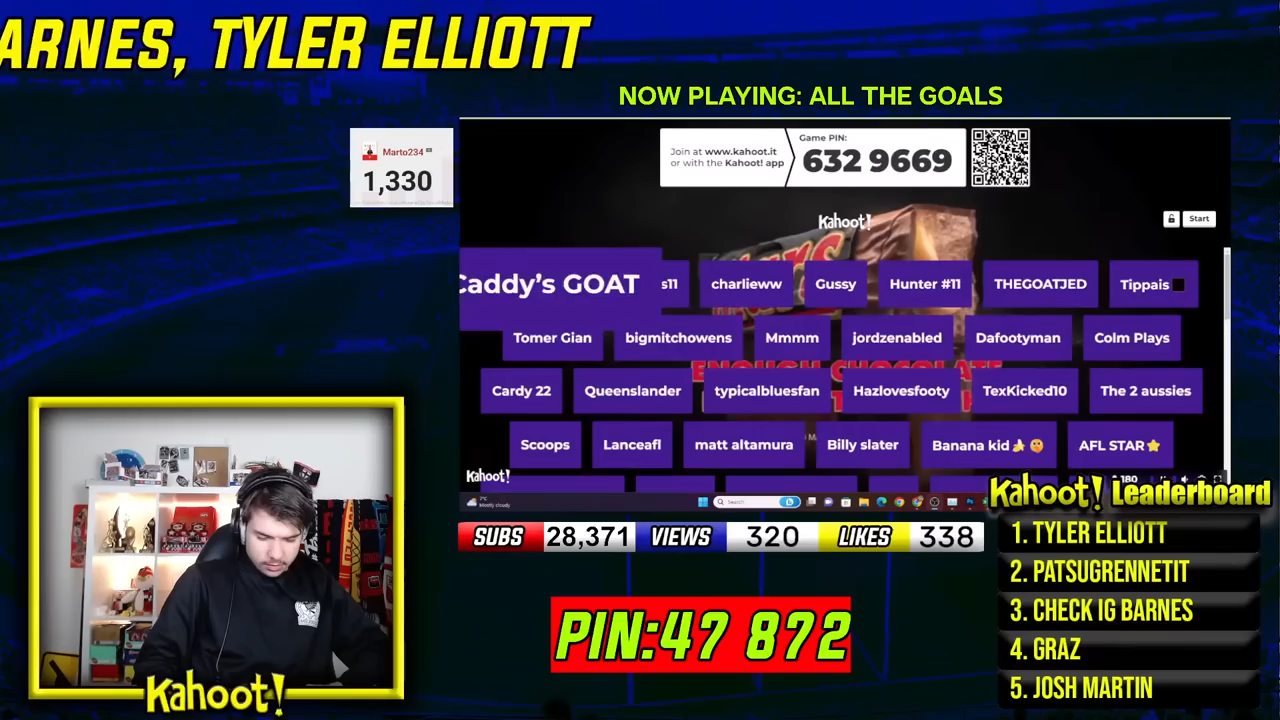 ARNES, TYLER ELLIOTT
NOW PLAYING: ALL THE GOALS
Marto234
1,330
Join at www.kahoot.it
or with the Kahoot! app
Game PIN:
632 9669
Kahoot!
Start
Caddy's GOAT
s11
charlieww
Gussy
Hunter #11
THEGOATJED
Tippais
Tomer Gian
bigmitchowens
Mmmm
jordzenabled
Dafootyman
Colm Plays
Cardy 22
Queenslander
typicalbluesfan
Hazlovesfooty
TexKicked10
The 2 aussies
Scoops
Lanceafl
matt altamura
Billy slater
Banana kid
AFL STAR
Kahoot!
Mostly cloudy
Search
SUBS 28,371 VIEWS 320 LIKES 338
PIN:47 872
Kahoot! Leaderboard
1. TYLER ELLIOTT
2. PATSUGRENNETIT
3. CHECK IG BARNES
4. GRAZ
5. JOSH MARTIN
Kahoot!